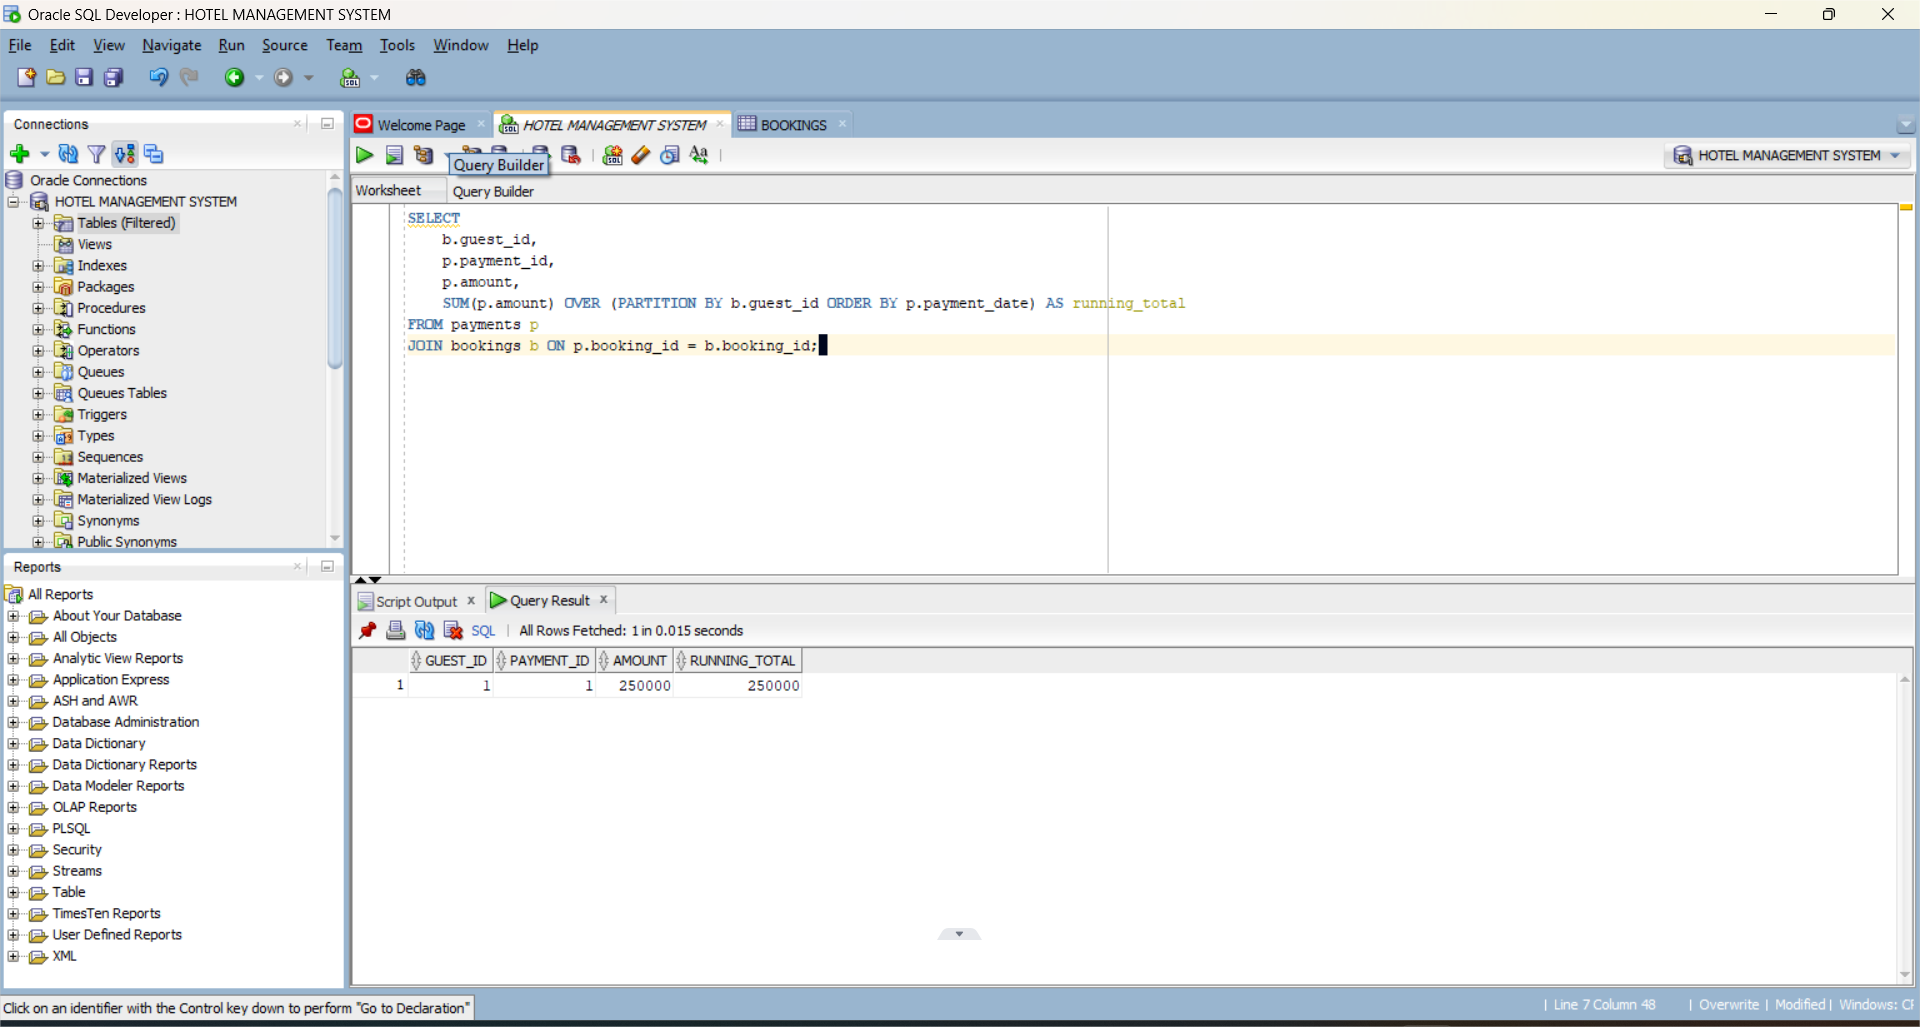 Oracle SQL Developer : HOTEL MANAGEMENT SYSTEM
File Edit View Navigate Run Source Team Tools Window Help
Connections
Oracle Connections
HOTEL MANAGEMENT SYSTEM
Tables (Filtered)
Views
Indexes
Packages
Procedures
Functions
Operators
Queues
Queues Tables
Triggers
Types
Sequences
Materialized Views
Materialized View Logs
Synonyms
Public Synonyms
Reports
All Reports
About Your Database
All Objects
Analytic View Reports
Application Express
ASH and AWR
Database Administration
Data Dictionary
Data Dictionary Reports
Data Modeler Reports
OLAP Reports
PLSQL
Security
Streams
Table
TimesTen Reports
User Defined Reports
XML
Welcome Page HOTEL MANAGEMENT SYSTEM BOOKINGS
Query Builder
HOTEL MANAGEMENT SYSTEM
Worksheet Query Builder
SELECT
b.guest_id,
p.payment_id,
p.amount,
SUM(p.amount) OVER (PARTITION BY b.guest_id ORDER BY p.payment_date) AS running_total
FROM payments p
JOIN bookings b ON p.booking_id = b.booking_id;
Script Output Query Result
SQL All Rows Fetched: 1 in 0.015 seconds
GUEST_ID PAYMENT_ID AMOUNT RUNNING_TOTAL
1 1 1 250000 250000
Click on an identifier with the Control key down to perform "Go to Declaration"
Line 7 Column 48 Overwrite Modified Windows: